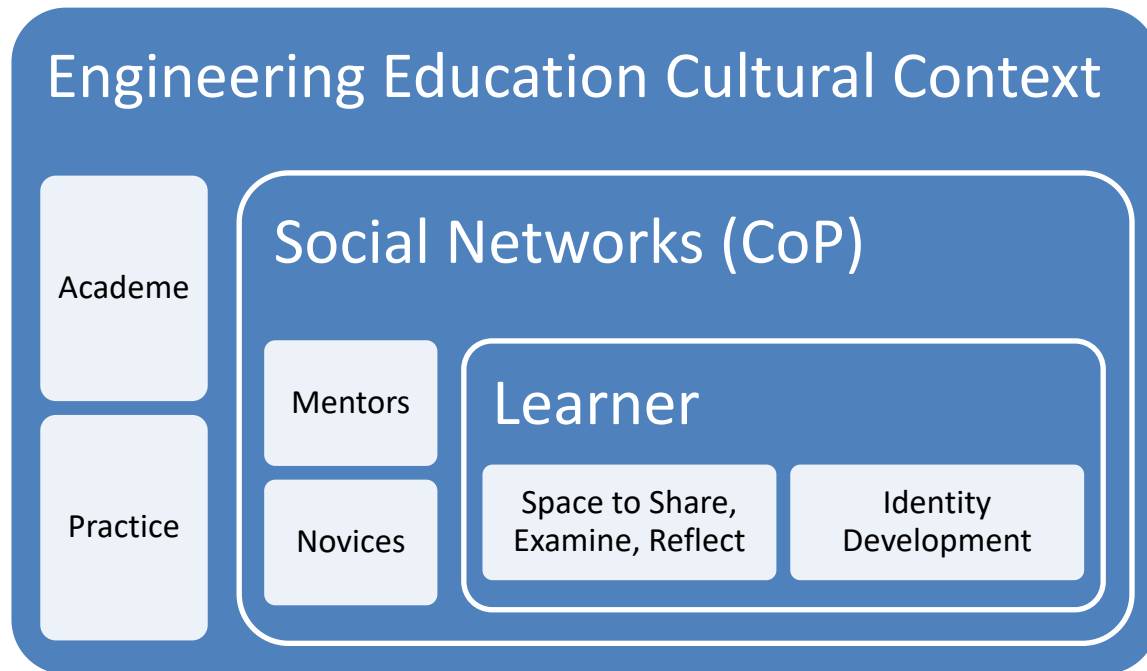 Engineering Education Cultural Context
Academe
Practice
Social Networks (CoP)
Mentors
Novices
Learner
Space to Share,
Examine, Reflect
Identity
Development